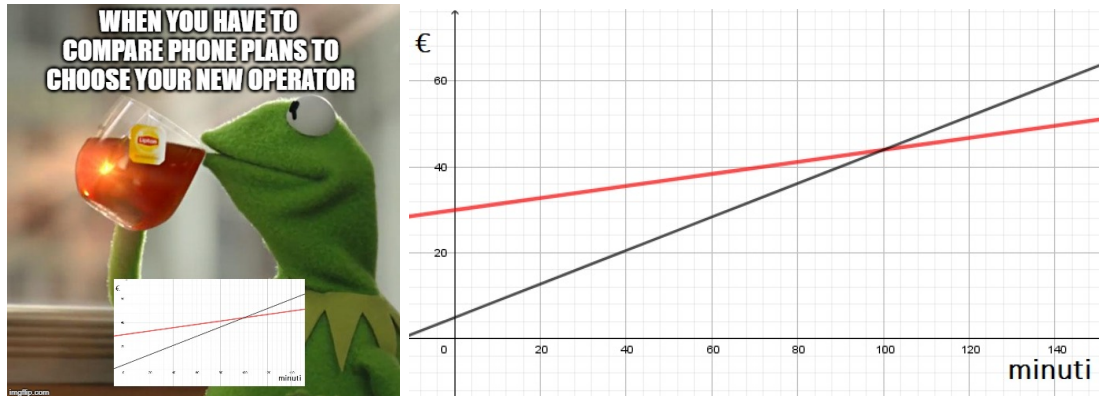 WHEN YOU HAVE TO
COMPARE PHONE PLANS TO
CHOOSE YOUR NEW OPERATOR
Lipton
€
minuti
imgflip.com
€
60
40
20
0 20 40 60 80 100 120 140
minuti